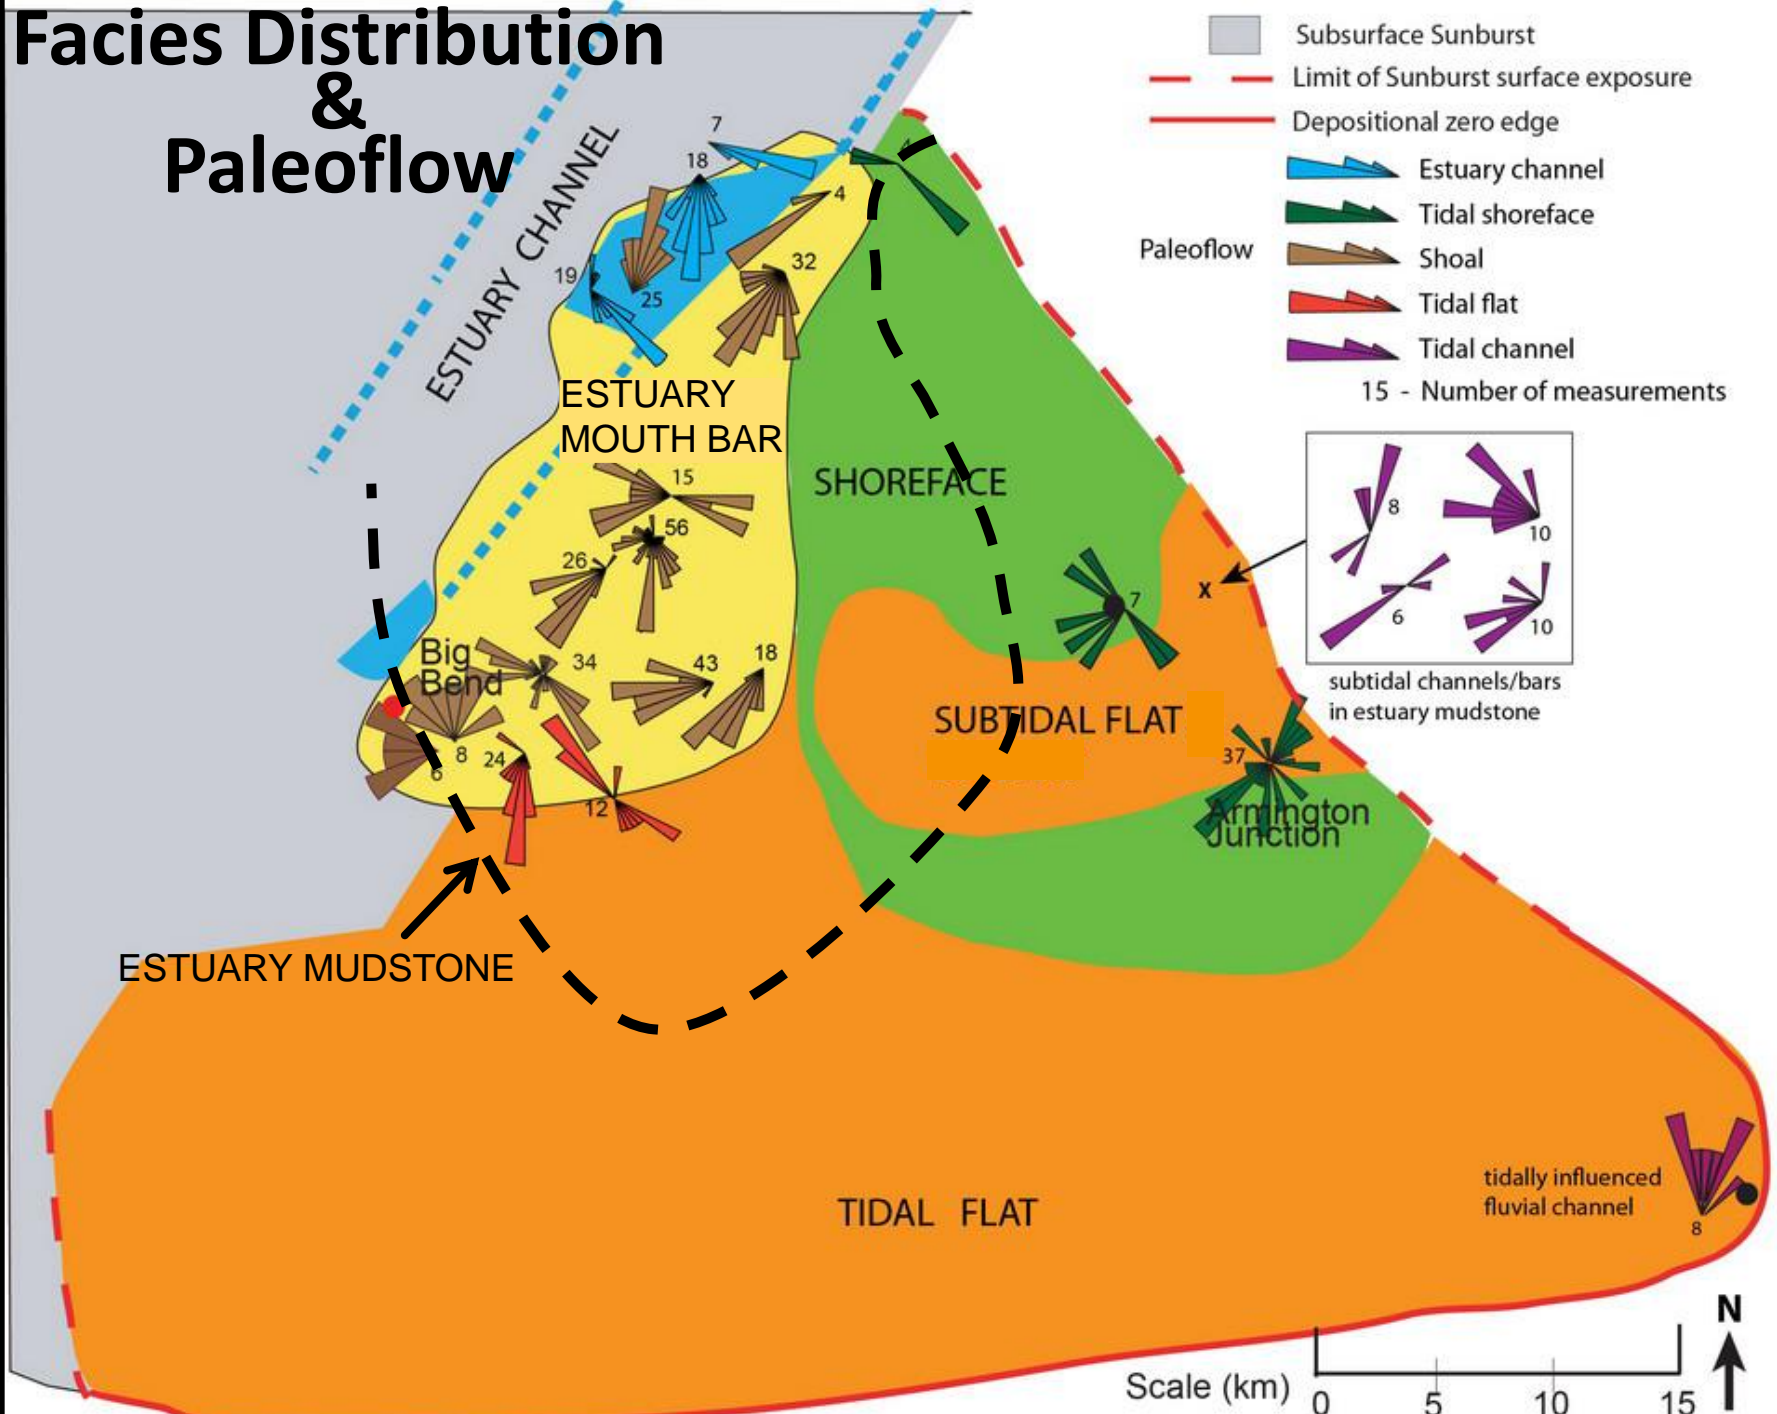 Facies Distribution
&
Paleoflow
Subsurface Sunburst
Limit of Sunburst surface exposure
Depositional zero edge
Estuary channel
Tidal shoreface
Paleoflow
Shoal
Tidal flat
Tidal channel
15 - Number of measurements
ESTUARY CHANNEL
7
18
4
4
32
19
25
ESTUARY
MOUTH BAR
SHOREFACE
15
56
26
8
10
6
10
subtidal channels/bars
in estuary mudstone
x
7
Big
Bend
34
43
18
SUBTIDAL FLAT
37
8
6
24
12
Armington
Junction
ESTUARY MUDSTONE
TIDAL FLAT
tidally influenced
fluvial channel
8
N
Scale (km)
0 5 10 15